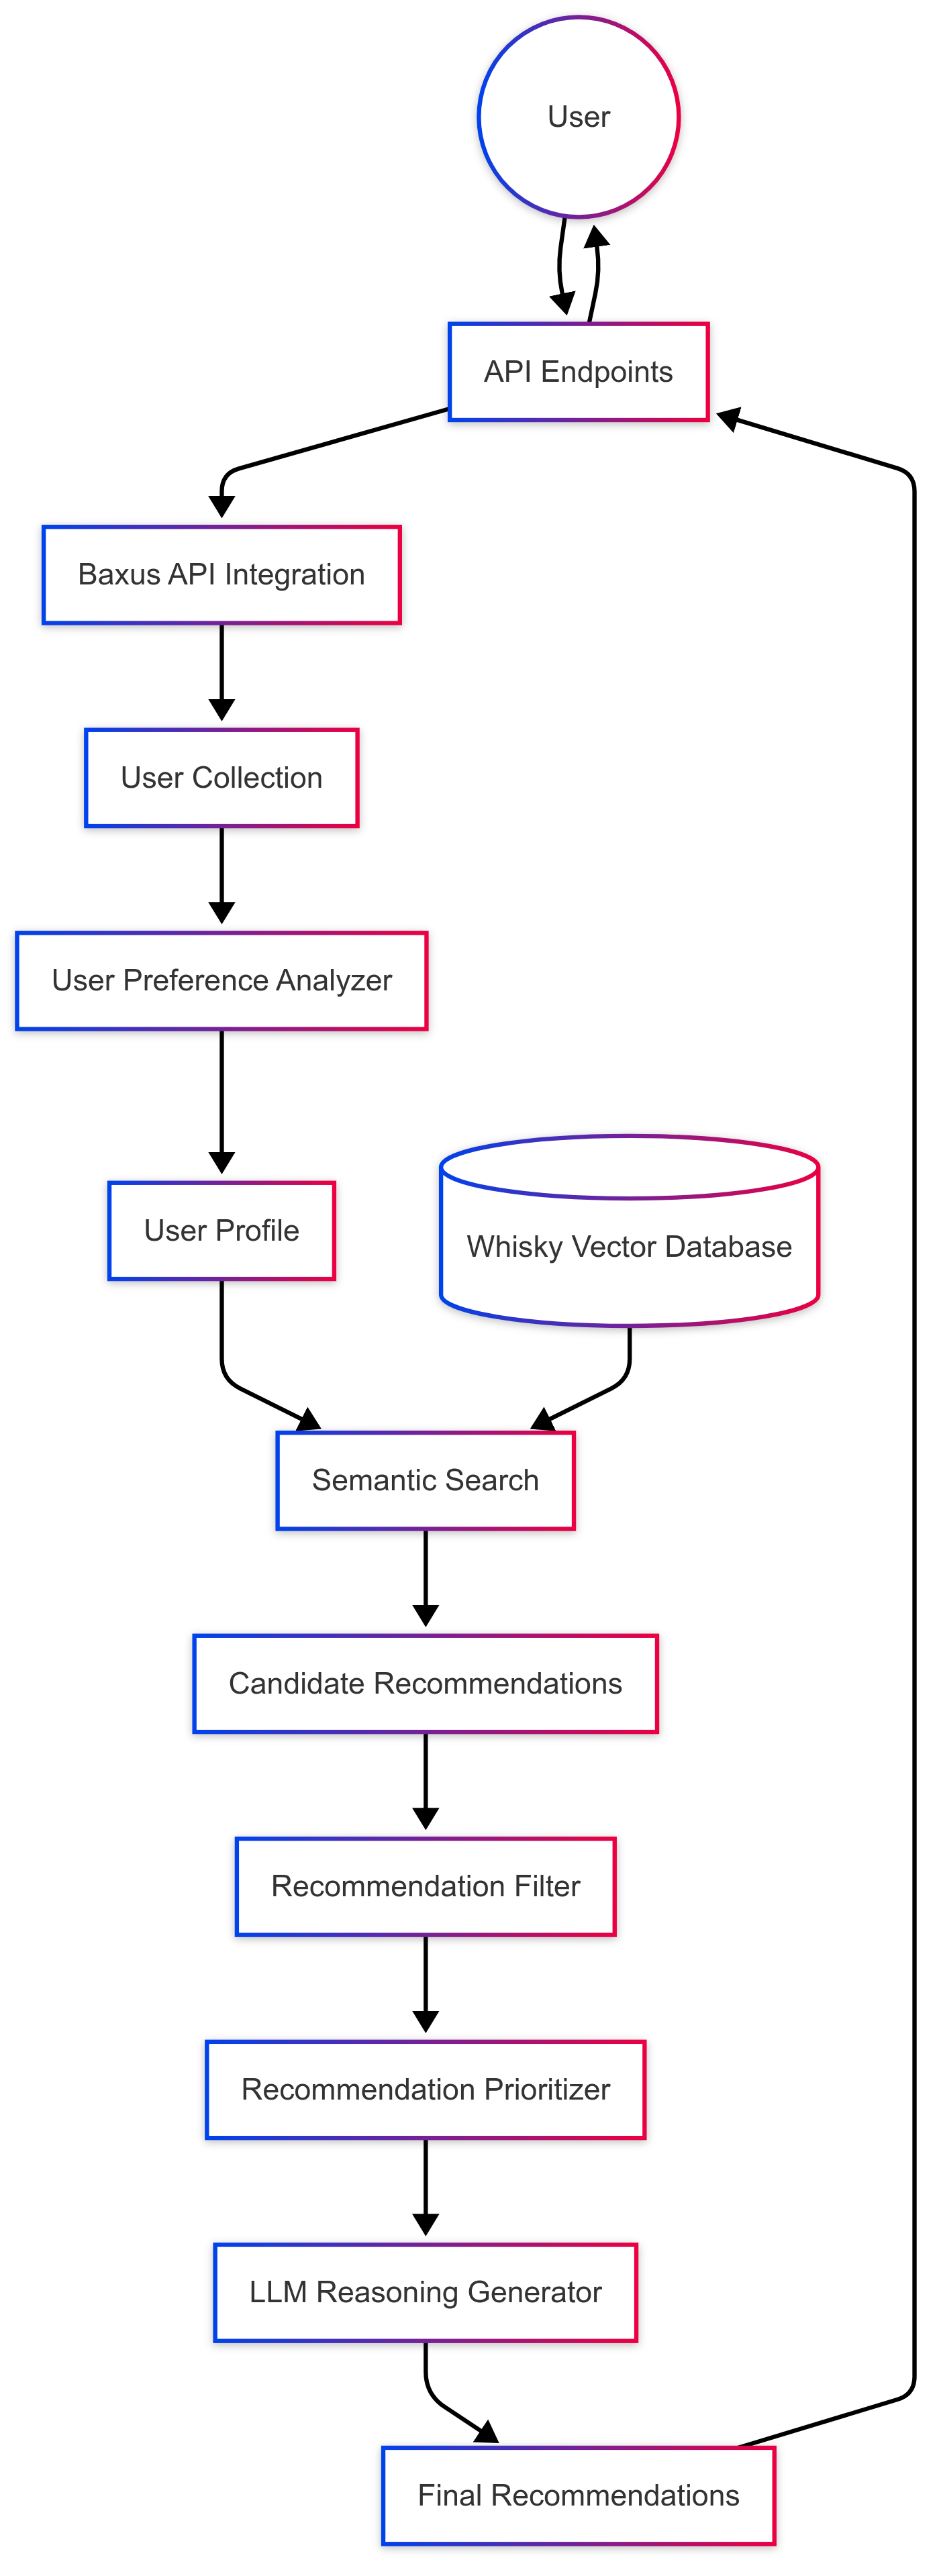 User
API Endpoints
Baxus API Integration
User Collection
User Preference Analyzer
User Profile
Whisky Vector Database
Semantic Search
Candidate Recommendations
Recommendation Filter
Recommendation Prioritizer
LLM Reasoning Generator
Final Recommendations